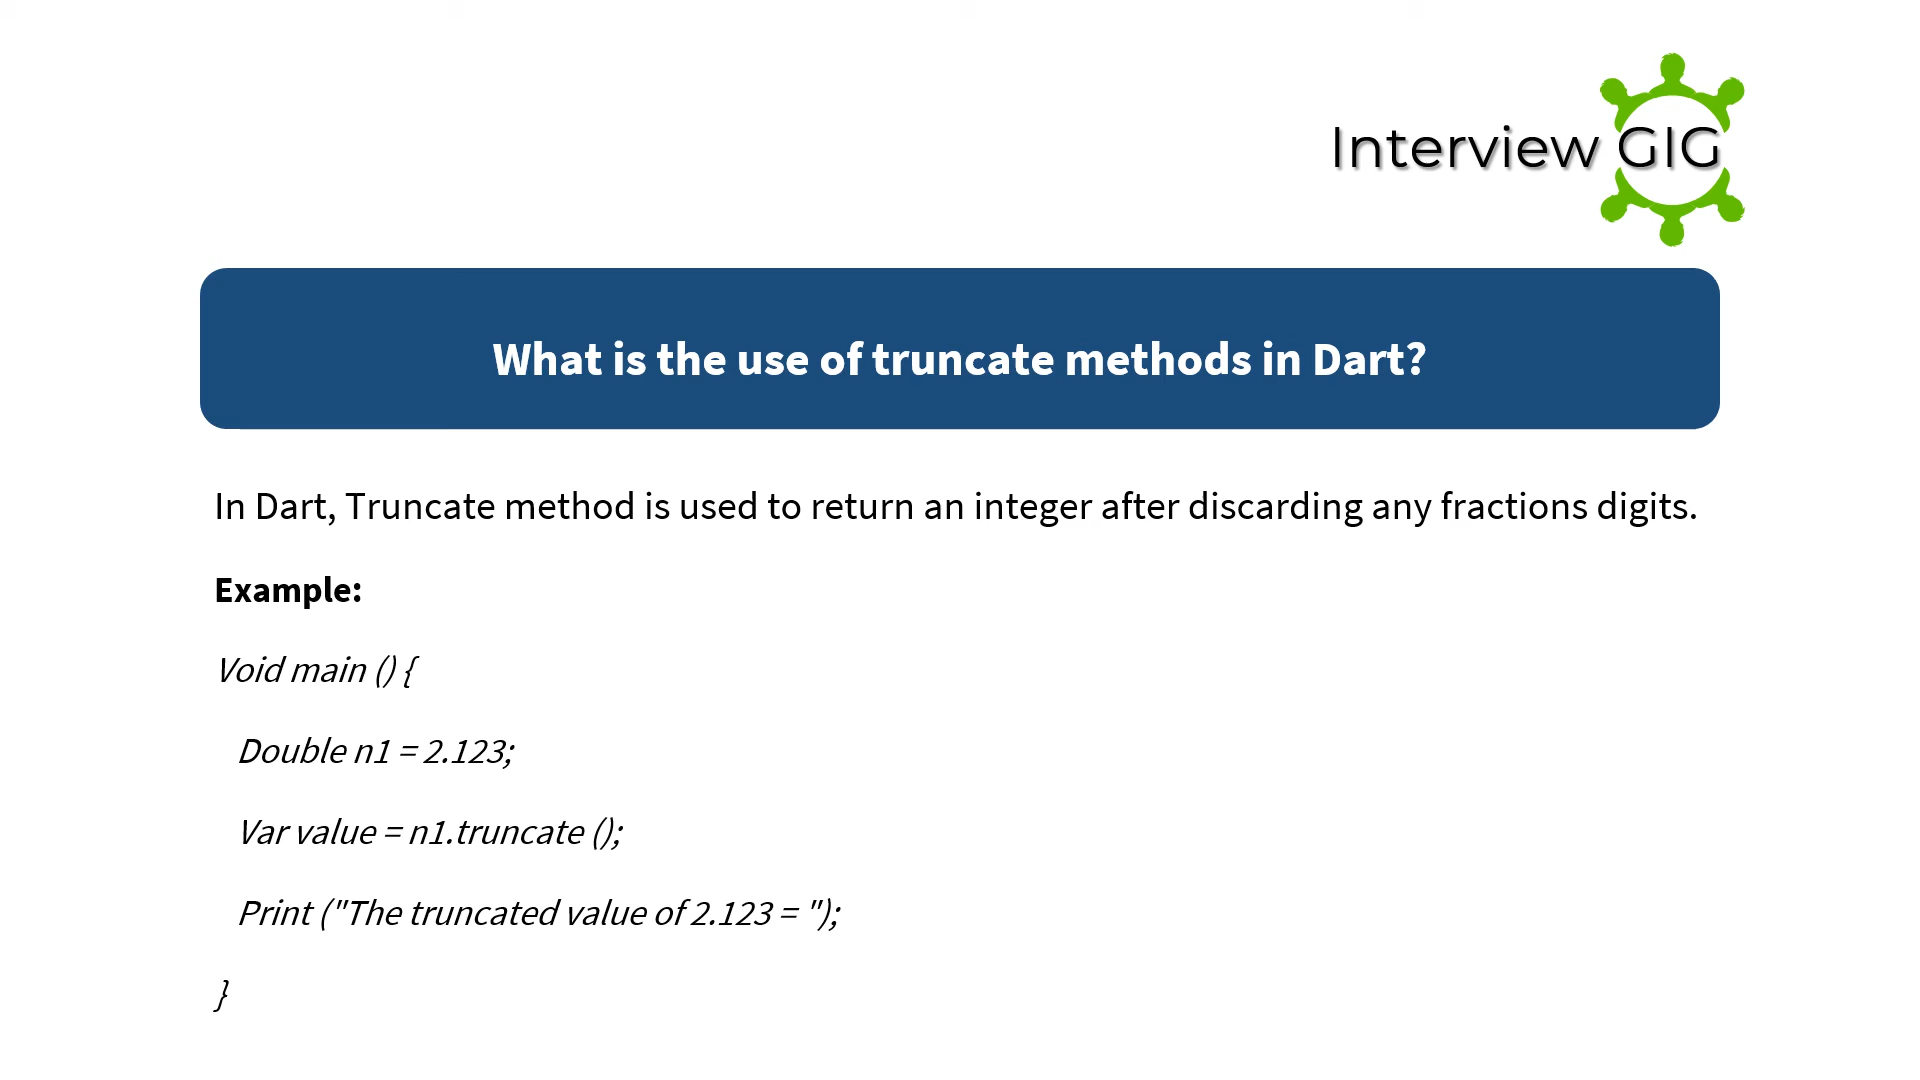 Interview GIG
What is the use of truncate methods in Dart?
In Dart, Truncate method is used to return an integer after discarding any fractions digits.
Example:
Void main () {
Double n1 = 2.123;
Var value = n1.truncate ();
Print ("The truncated value of 2.123 = ");
}